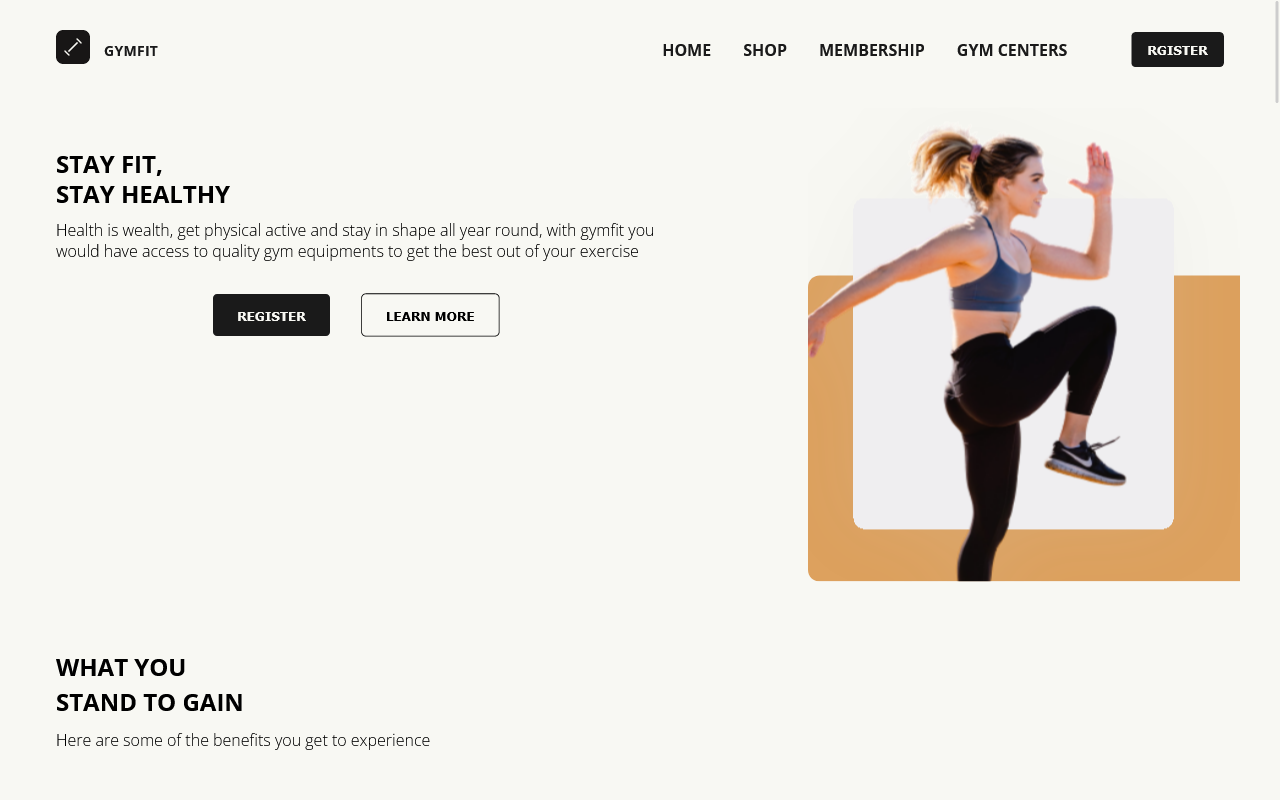 GYMFIT
HOME SHOP MEMBERSHIP GYM CENTERS RGISTER
STAY FIT,
STAY HEALTHY
Health is wealth, get physical active and stay in shape all year round, with gymfit you
would have access to quality gym equipments to get the best out of your exercise
REGISTER LEARN MORE
WHAT YOU
STAND TO GAIN
Here are some of the benefits you get to experience